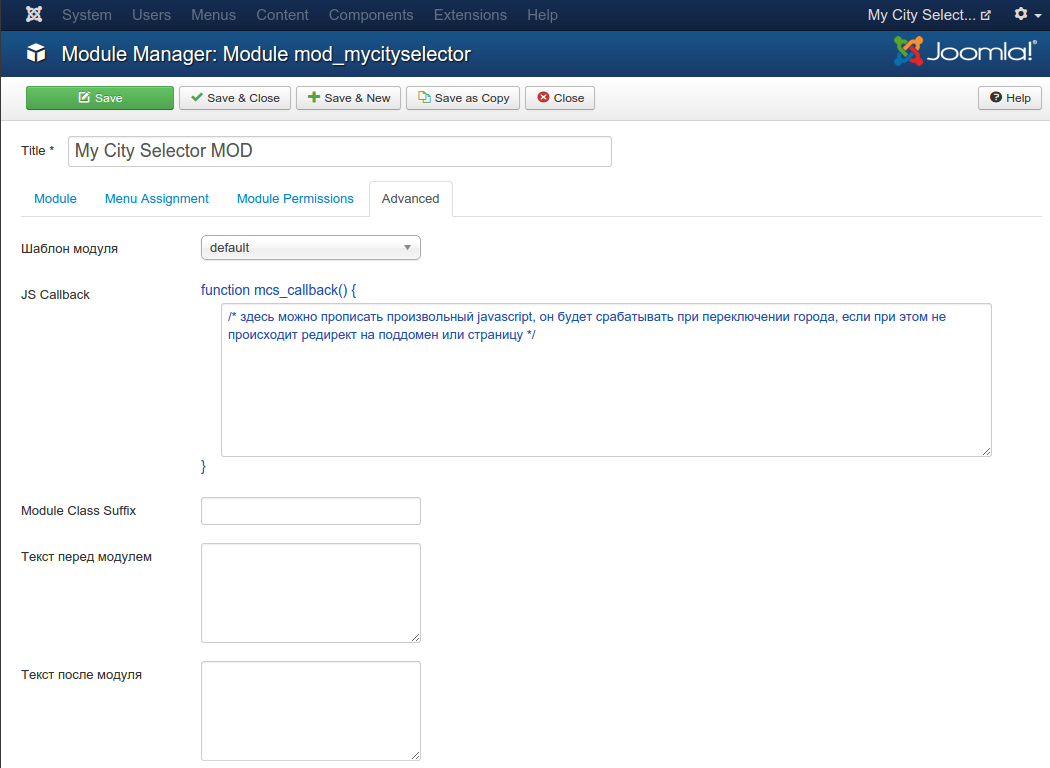 System Users Menus Content Components Extensions Help My City Select...
Module Manager: Module mod_mycityselector Joomla!®
Save Save & Close Save & New Save as Copy Close Help
Title * My City Selector MOD
Module Menu Assignment Module Permissions Advanced
Шаблон модуля default
JS Callback function mcs_callback() {
/* здесь можно прописать произвольный javascript, он будет срабатывать при переключении города, если при этом не
происходит редирект на поддомен или страницу */
}
Module Class Suffix
Текст перед модулем
Текст после модуля